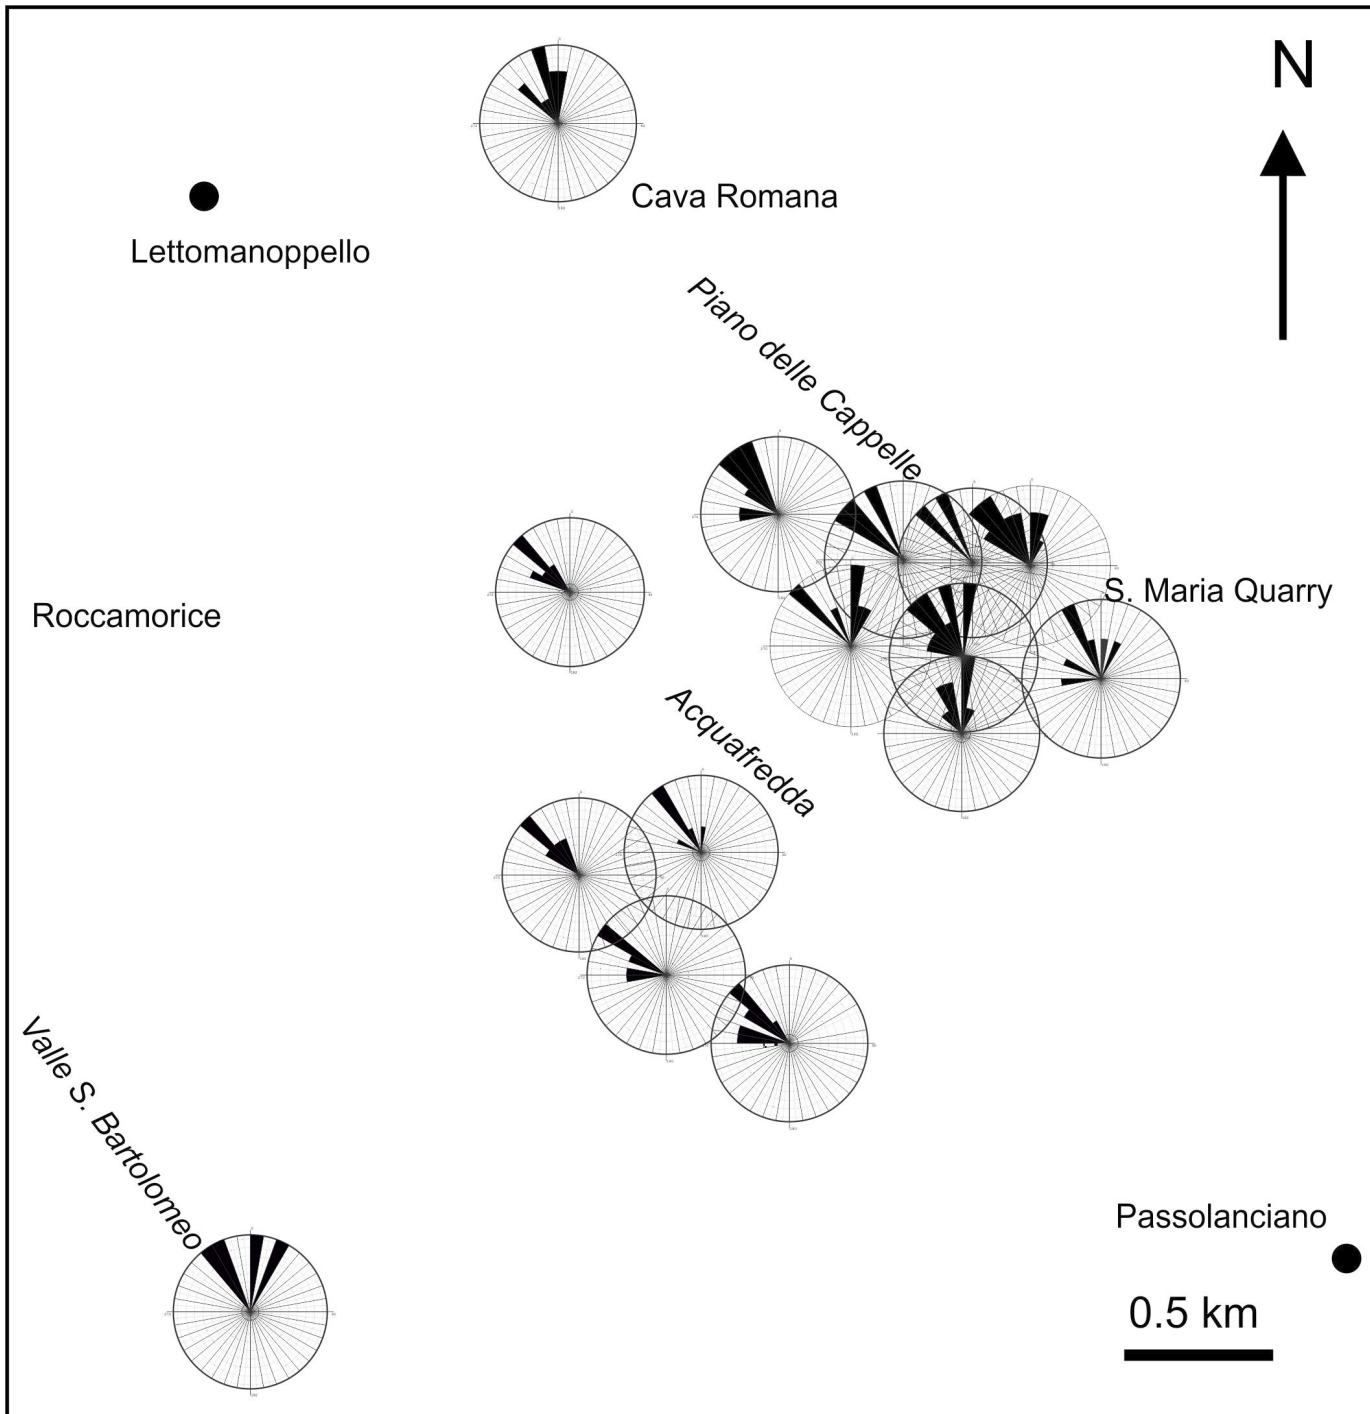 N
Cava Romana
Lettomanoppello
Piano delle Cappelle
S. Maria Quarry
Roccamorice
Acquafredda
Valle S. Bartolomeo
Passolanciano
0.5 km